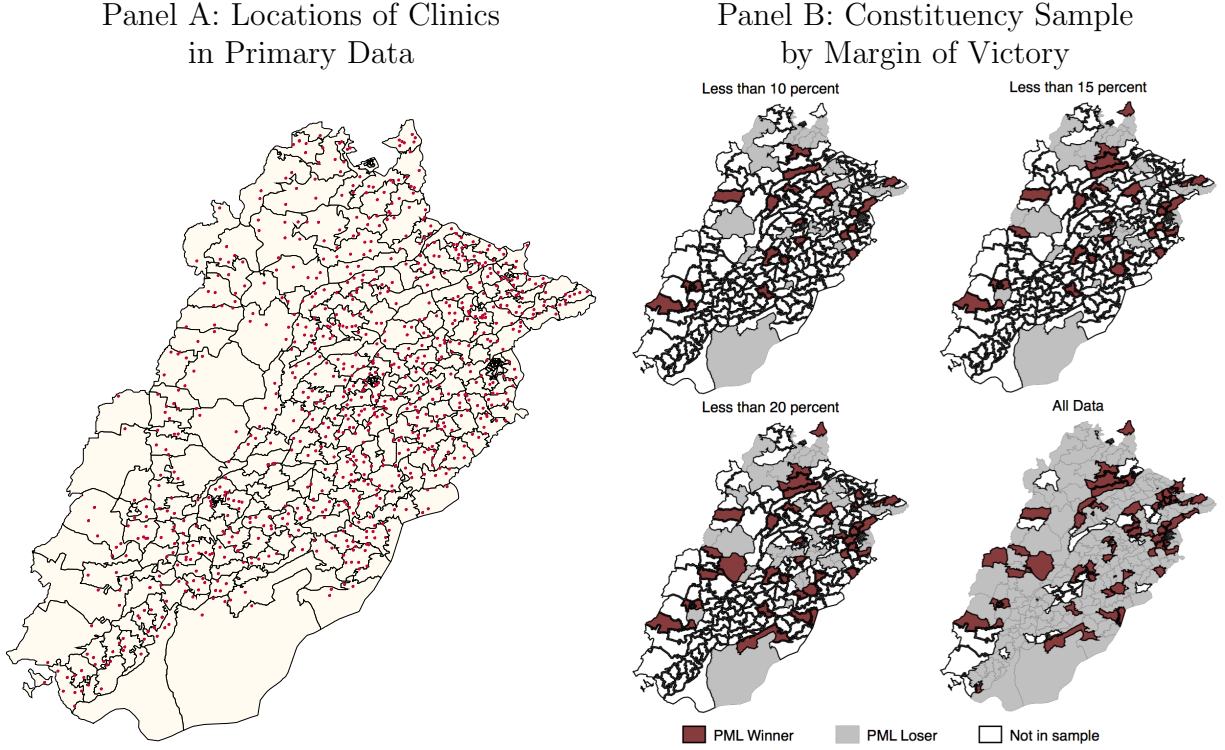 Panel A: Locations of Clinics
in Primary Data
Panel B: Constituency Sample
by Margin of Victory
Less than 10 percent
Less than 15 percent
Less than 20 percent
All Data
PML Winner
PML Loser
Not in sample